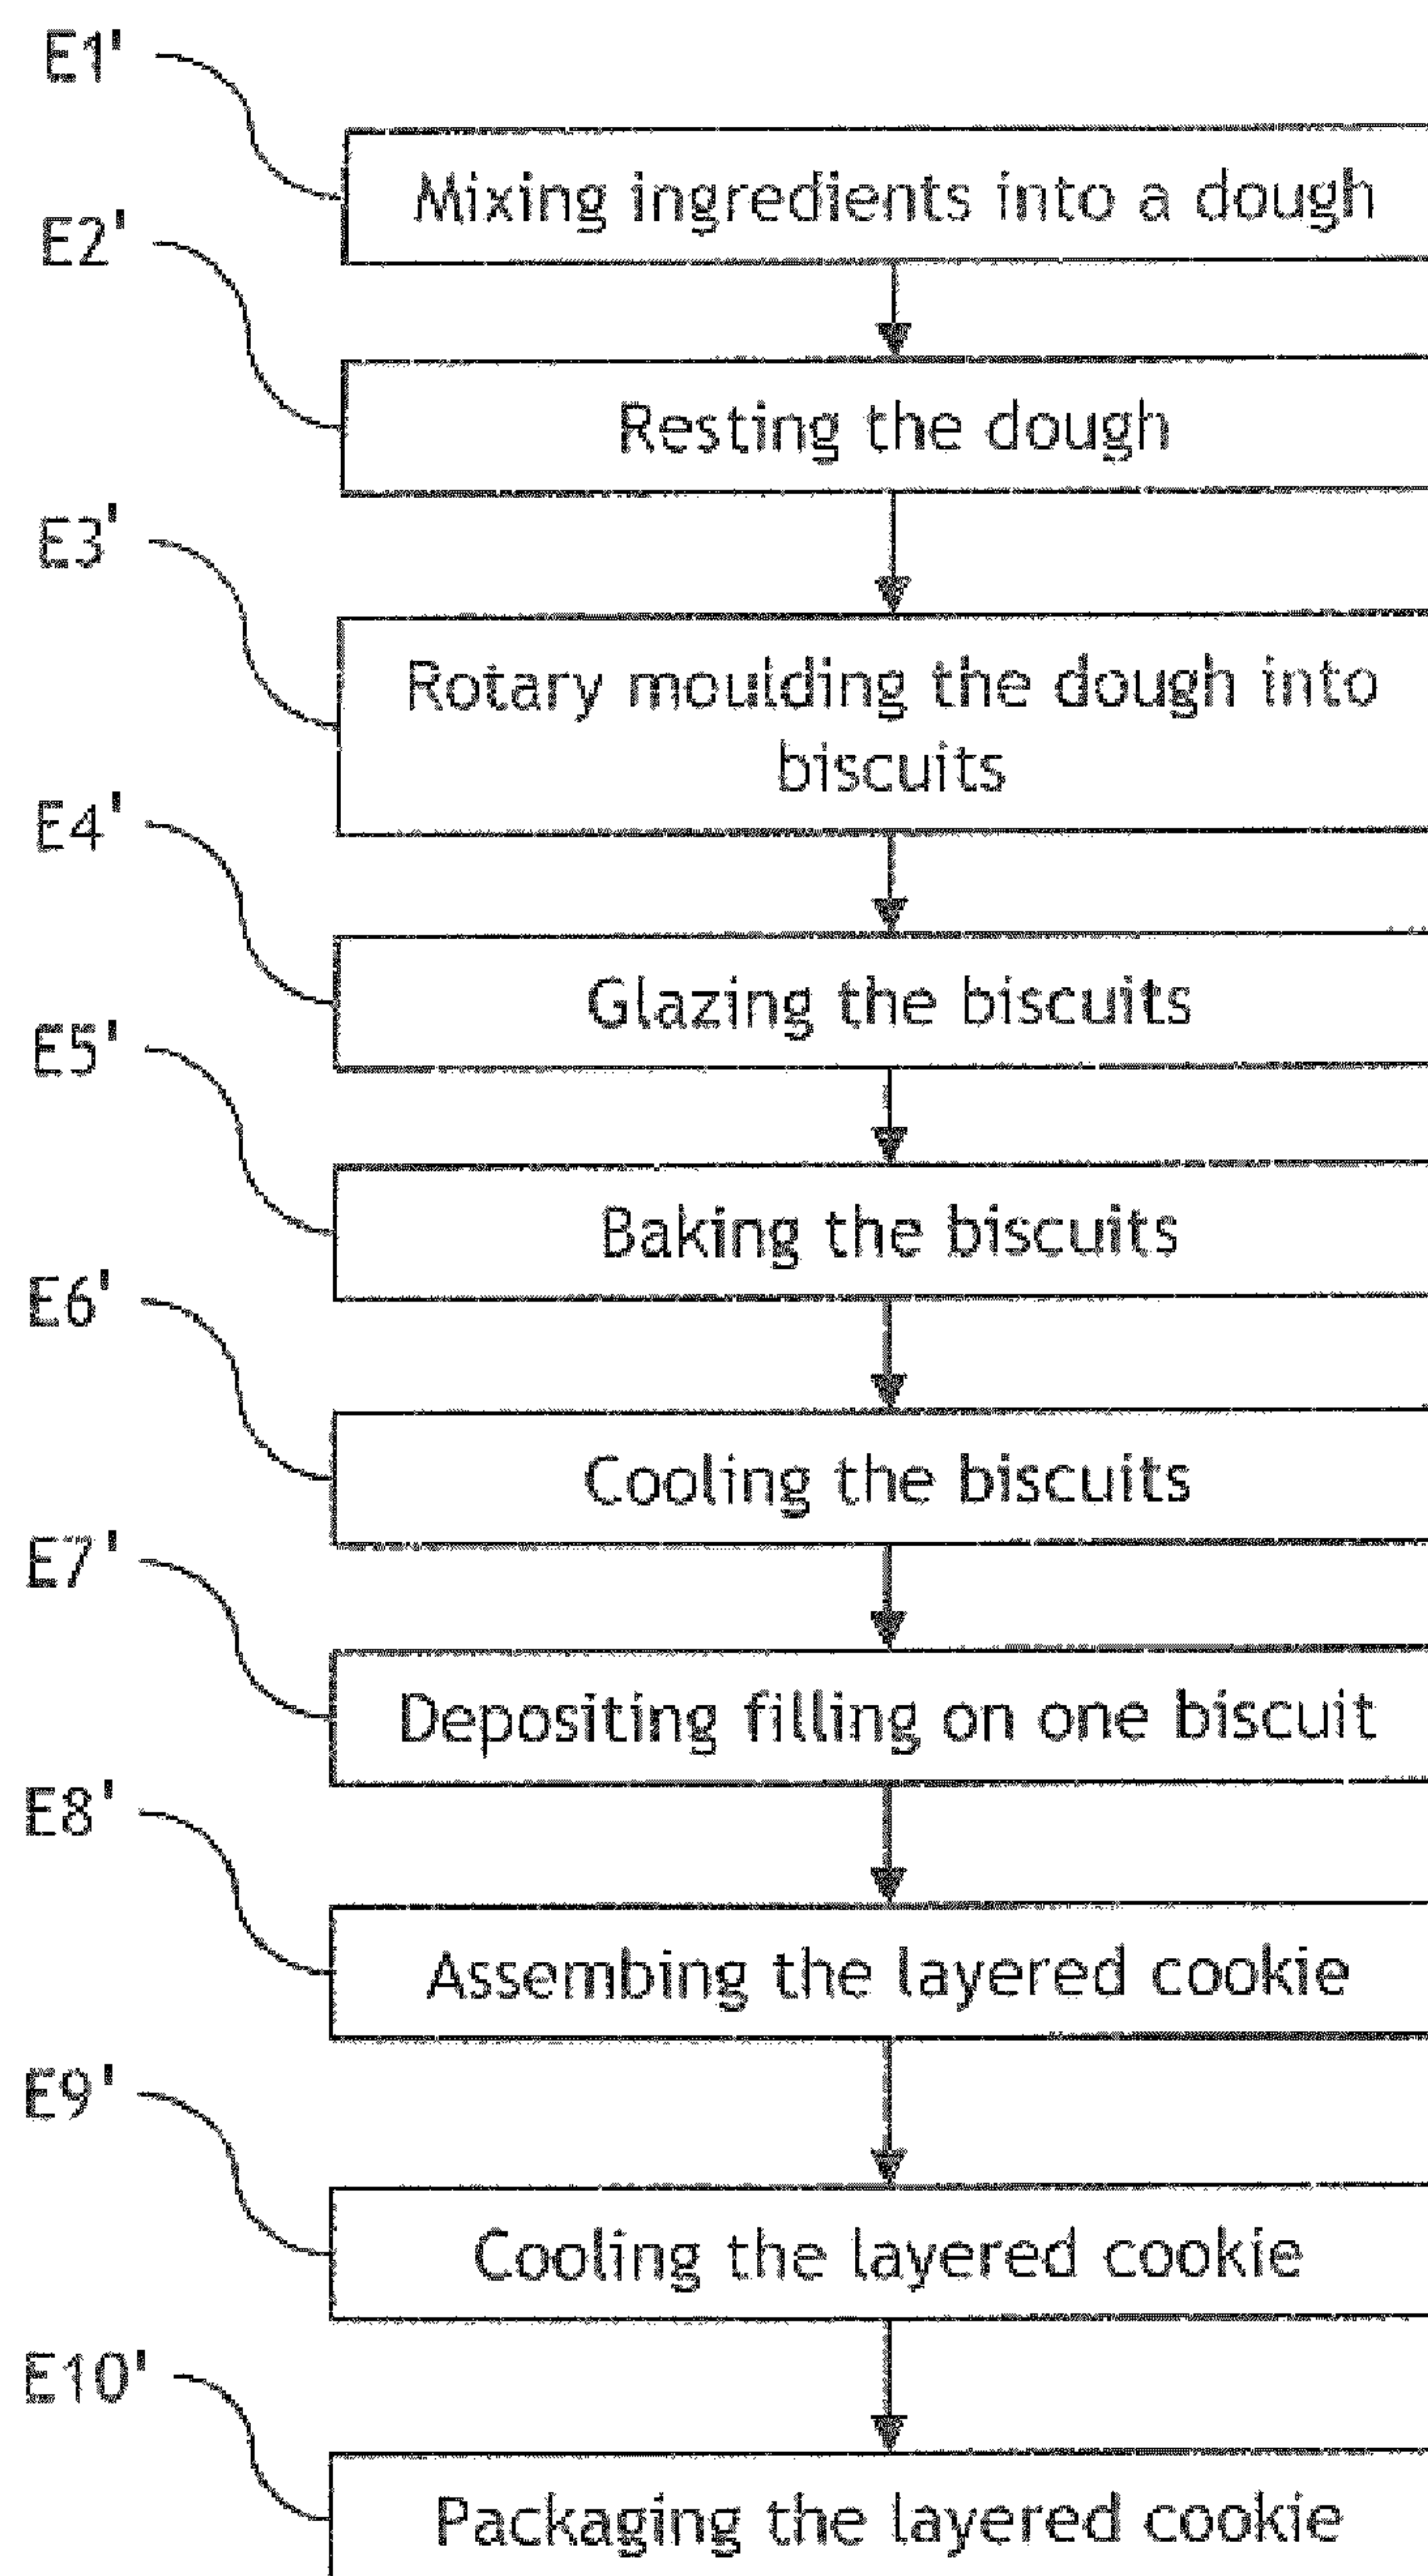 E1'
Mixing ingredients into a dough
E2'
Resting the dough
E3'
Rotary moulding the dough into
biscuits
E4'
Glazing the biscuits
E5'
Baking the biscuits
E6'
Cooling the biscuits
E7'
Depositing filling on one biscuit
E8'
Assembing the layered cookie
E9'
Cooling the layered cookie
E10'
Packaging the layered cookie